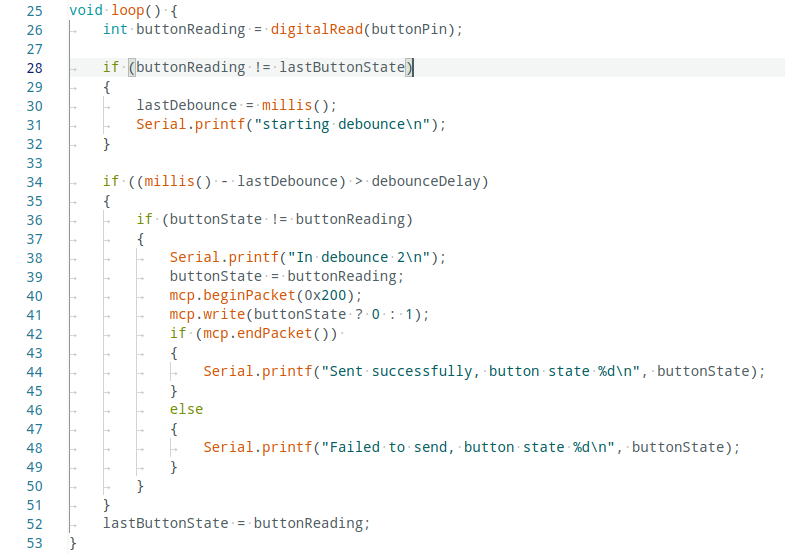 25 void loop() {
26 int buttonReading = digitalRead(buttonPin);
27
28 if (buttonReading != lastButtonState)
29 {
30 lastDebounce = millis();
31 Serial.printf("starting debounce\n");
32 }
33
34 if ((millis() - lastDebounce) > debounceDelay)
35 {
36 if (buttonState != buttonReading)
37 {
38 Serial.printf("In debounce 2\n");
39 buttonState = buttonReading;
40 mcp.beginPacket(0x200);
41 mcp.write(buttonState ? 0 : 1);
42 if (mcp.endPacket())
43 {
44 Serial.printf("Sent successfully, button state %d\n", buttonState);
45 }
46 else
47 {
48 Serial.printf("Failed to send, button state %d\n", buttonState);
49 }
50 }
51 }
52 lastButtonState = buttonReading;
53 }